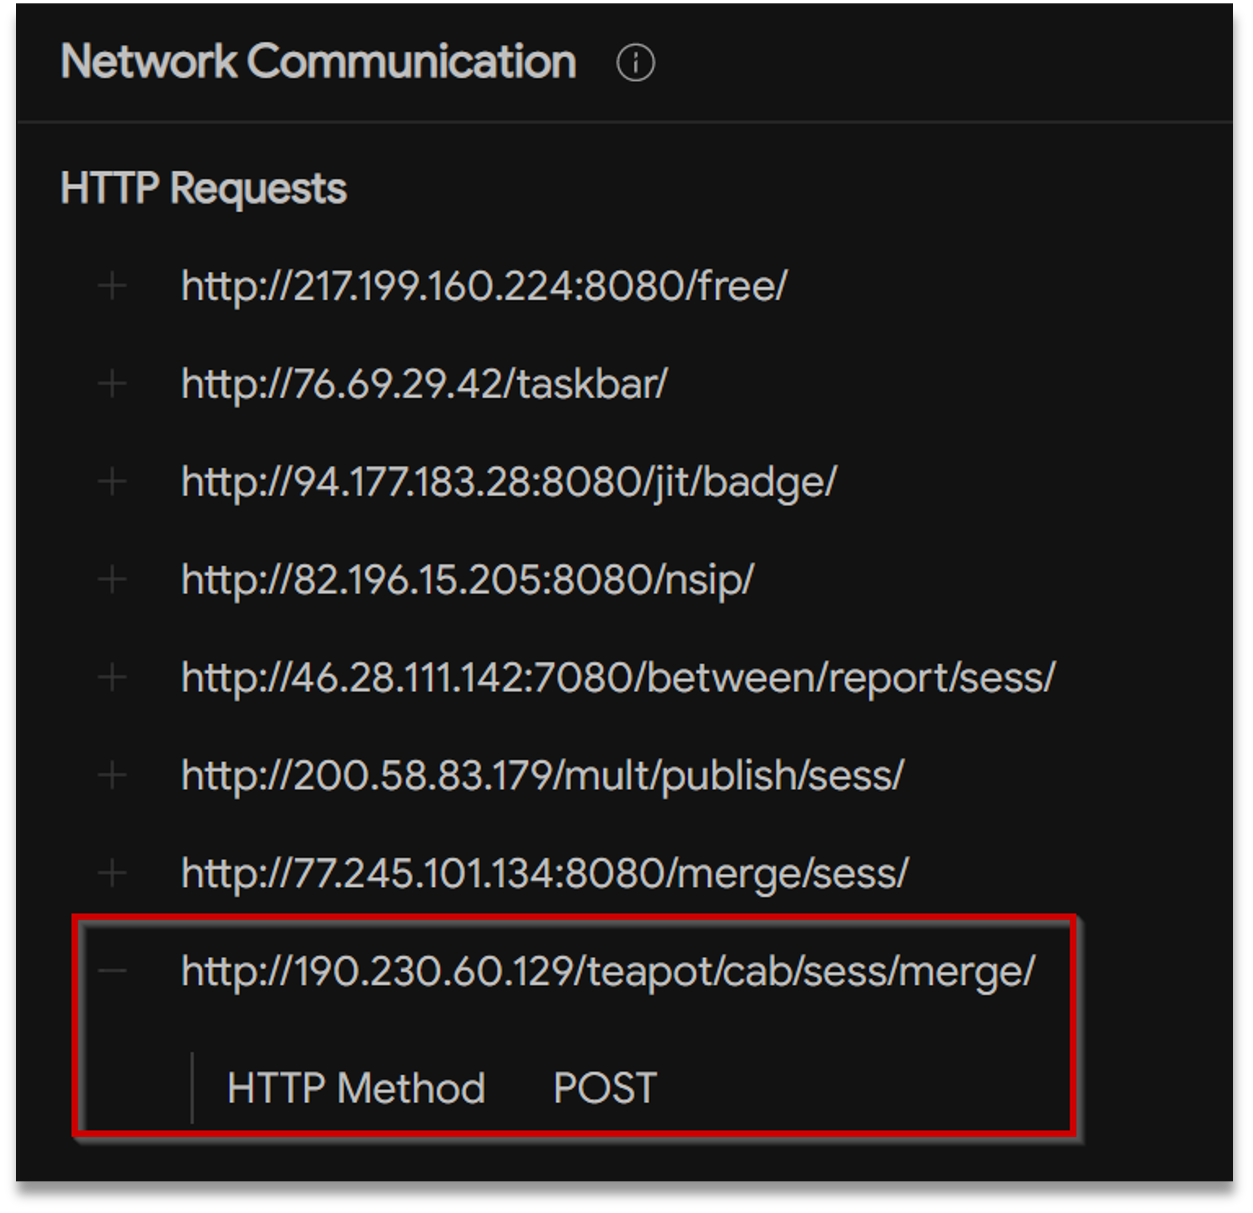 Network Communication
HTTP Requests
http://217.199.160.224:8080/free/
http://76.69.29.42/taskbar/
http://94.177.183.28:8080/jit/badge/
http://82.196.15.205:8080/nsip/
http://46.28.111.142:7080/between/report/sess/
http://200.58.83.179/mult/publish/sess/
http://77.245.101.134:8080/merge/sess/
http://190.230.60.129/teapot/cab/sess/merge/
HTTP Method POST